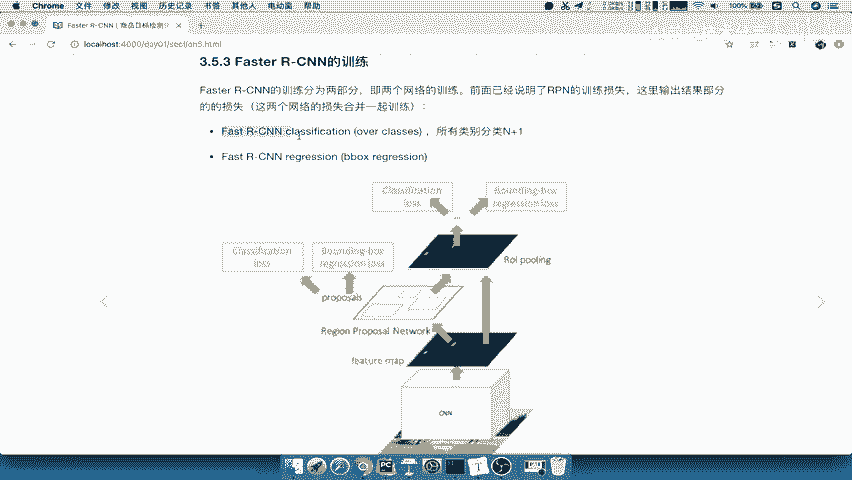 Chrome 文件 修改 视图 历史记录 书签 其他人 电动窗 帮助
100%
Faster R-CNN | 商品目标检测
localhost:4000/day01/section5.html
3.5.3 Faster R-CNN的训练
Faster R-CNN的训练分为两部分，即两个网络的训练。前面已经说明了RPN的训练损失，这里输出结果部分
的的损失（这两个网络的损失合并一起训练）：
Fast R-CNN classification (over classes) ，所有类别分类N+1
Fast R-CNN regression (bbox regression)
Classification
loss
Bounding-box
regression loss
...
Classification
loss
Bounding-box
regression loss
RoI pooling
proposals
Region Proposal Network
feature map
CNN
image